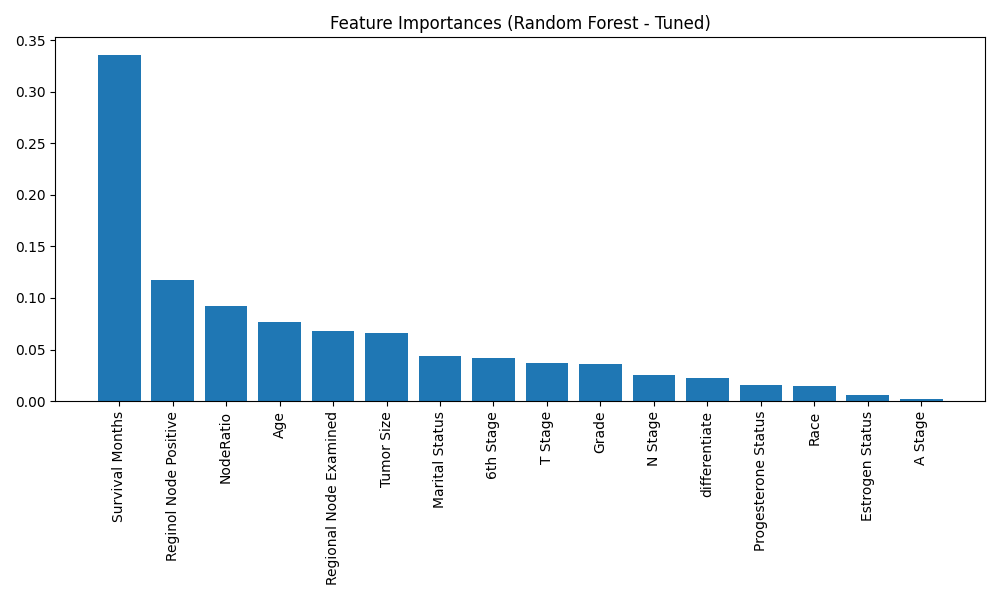 Feature Importances (Random Forest - Tuned)
0.35
0.30
0.25
0.20
0.15
0.10
0.05
0.00
Survival Months
Reginol Node Positive
NodeRatio
Age
Regional Node Examined
Tumor Size
Marital Status
6th Stage
T Stage
Grade
N Stage
differentiate
Progesterone Status
Race
Estrogen Status
A Stage